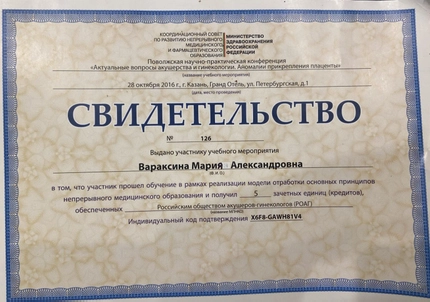 КООРДИНАЦИОННЫЙ СОВЕТ
ПО РАЗВИТИЮ НЕПРЕРЫВНОГО
МЕДИЦИНСКОГО
И ФАРМАЦЕВТИЧЕСКОГО
ОБРАЗОВАНИЯ
МИНИСТЕРСТВО
ЗДРАВООХРАНЕНИЯ
РОССИЙСКОЙ
ФЕДЕРАЦИИ
Поволжская научно-практическая конференция
«Актуальные вопросы акушерства и гинекологии. Аномалии прикрепления плаценты»
(название учебного мероприятия)
28 октября 2016 г., г. Казань, Гранд Отель, ул. Петербургская, д.1
(дата, место проведения)
СВИДЕТЕЛЬСТВО
№ 126
Выдано участнику учебного мероприятия
Вараксина Мария Александровна
(Ф. И. О.)
в том, что участник прошел обучение в рамках реализации модели отработки основных принципов
непрерывного медицинского образования и получил 5 зачетных единиц (кредитов),
обеспеченных Российским обществом акушеров-гинекологов (РОАГ)
Индивидуальный код подтверждения X6F8-GAWH81V4